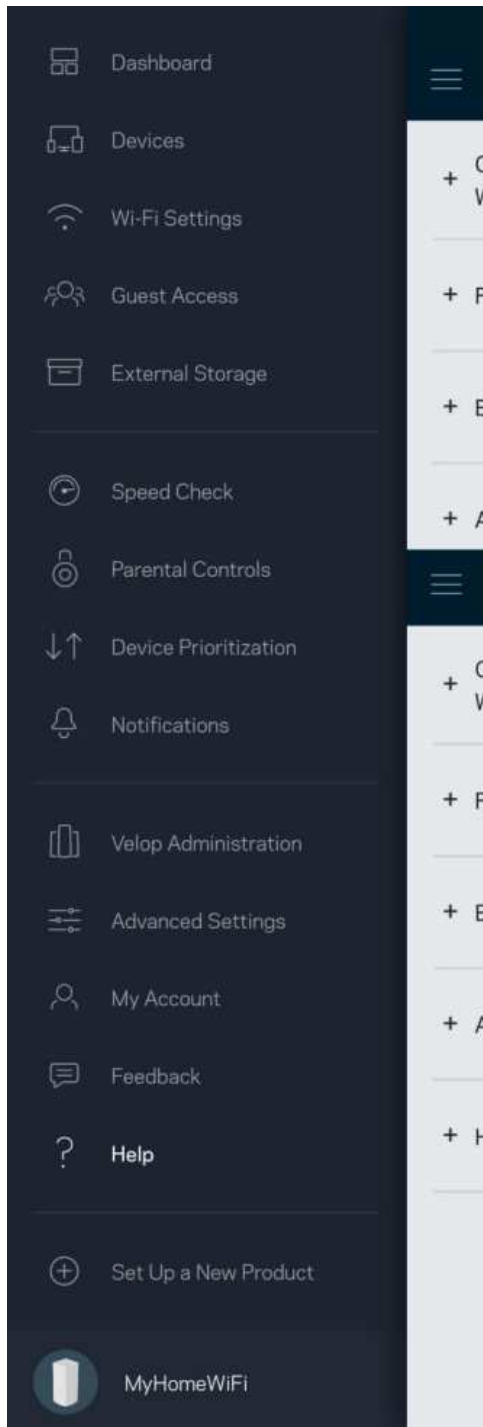 Dashboard
Devices
Wi-Fi Settings
Guest Access
External Storage
Speed Check
Parental Controls
Device Prioritization
Notifications
Velop Administration
Advanced Settings
My Account
Feedback
Help
Set Up a New Product
MyHomeWiFi